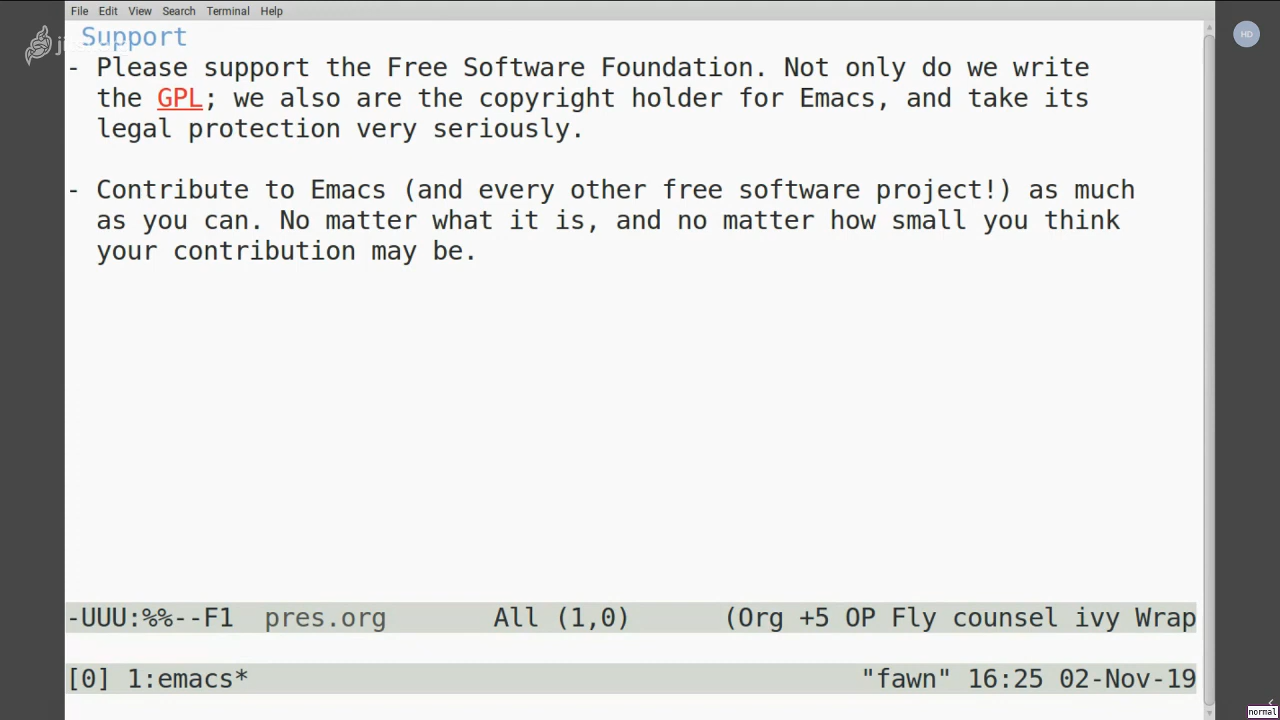 File Edit View Search Terminal Help
Support
- Please support the Free Software Foundation. Not only do we write
the GPL; we also are the copyright holder for Emacs, and take its
legal protection very seriously.
- Contribute to Emacs (and every other free software project!) as much
as you can. No matter what it is, and no matter how small you think
your contribution may be.
-UUU:%%--F1 pres.org All (1,0) (Org +5 OP Fly counsel ivy Wrap
[0] 1:emacs* "fawn" 16:25 02-Nov-19
HD
normal